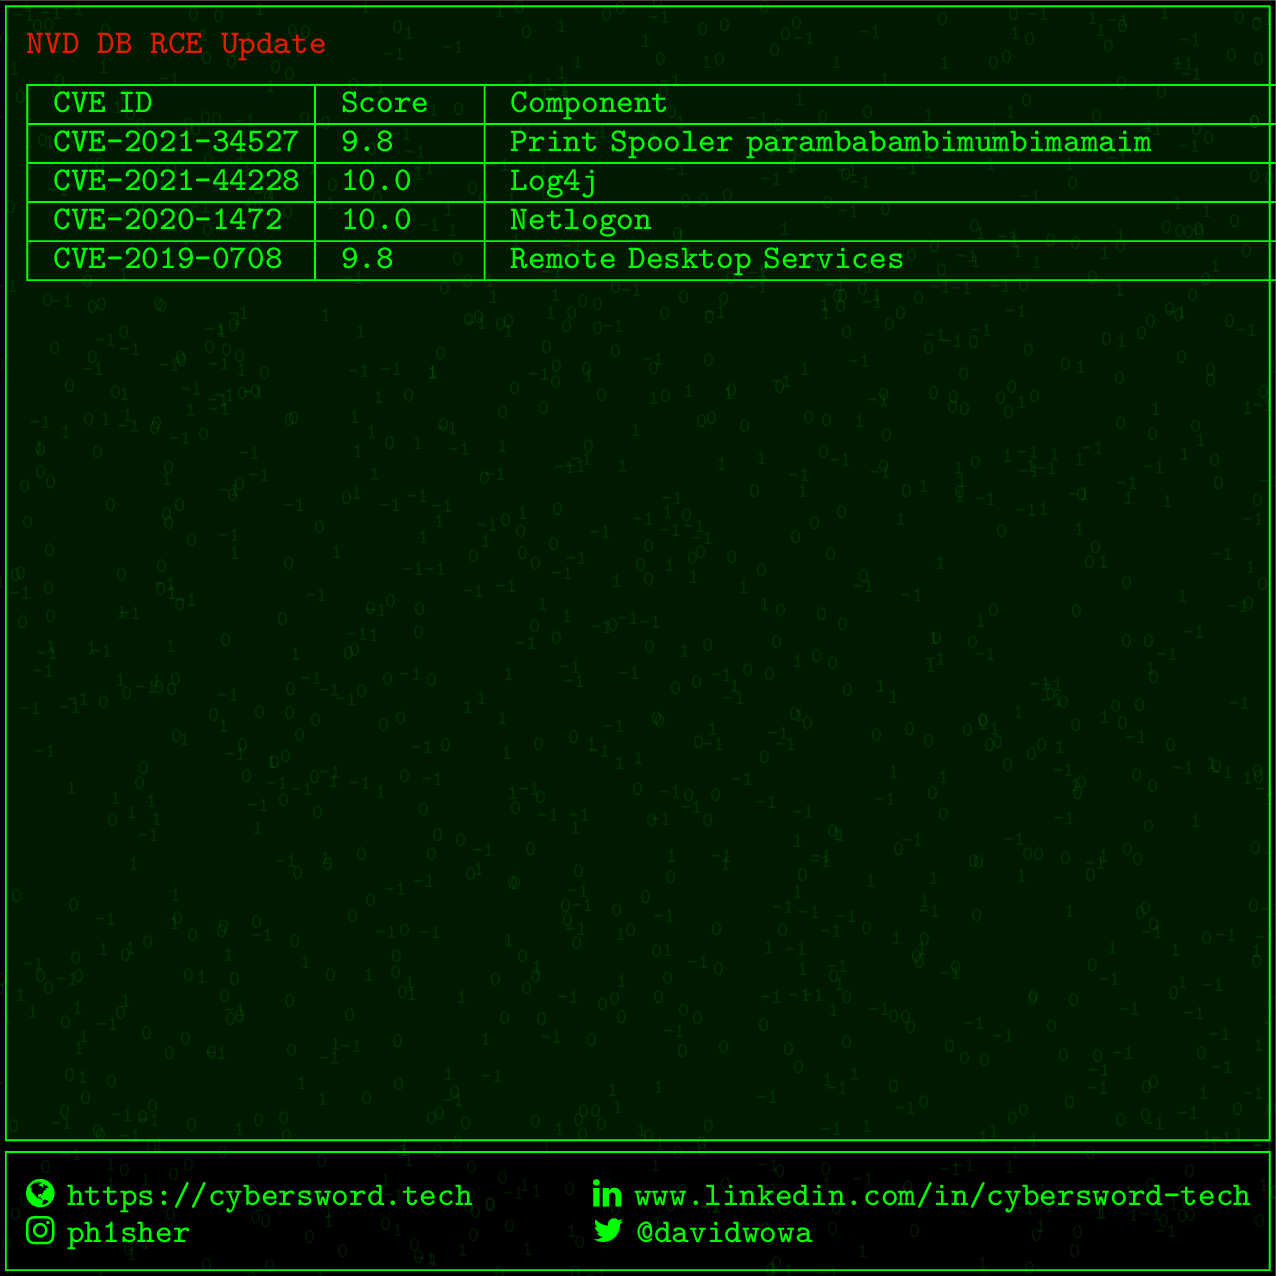 NVD DB RCE Update
CVE ID Score Component
CVE-2021-34527 9.8 Print Spooler parambabambimumbimamaim
CVE-2021-44228 10.0 Log4j
CVE-2020-1472 10.0 Netlogon
CVE-2019-0708 9.8 Remote Desktop Services
https://cybersword.tech www.linkedin.com/in/cybersword-tech
ph1sher @davidwowa